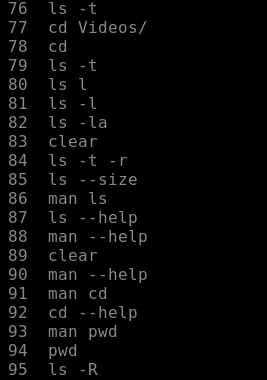 76 ls -t
77 cd Videos/
78 cd
79 ls -t
80 ls l
81 ls -l
82 ls -la
83 clear
84 ls -t -r
85 ls --size
86 man ls
87 ls --help
88 man --help
89 clear
90 man --help
91 man cd
92 cd --help
93 man pwd
94 pwd
95 ls -R